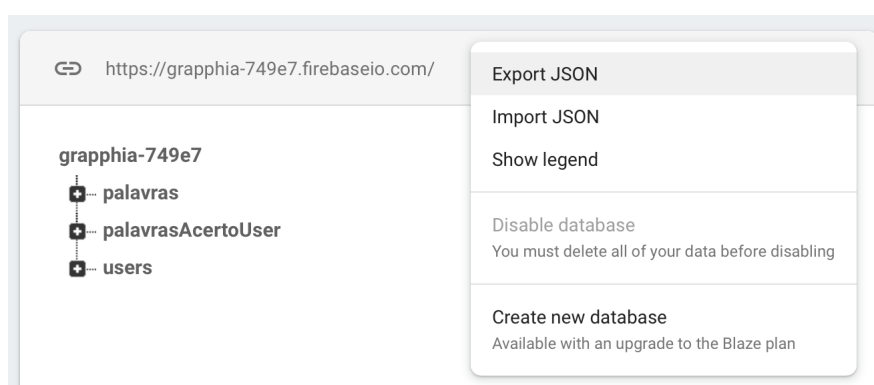 https://grapphia-749e7.firebaseio.com/
grapphia-749e7
palavras
palavrasAcertoUser
users
Export JSON
Import JSON
Show legend
Disable database
You must delete all of your data before disabling
Create new database
Available with an upgrade to the Blaze plan